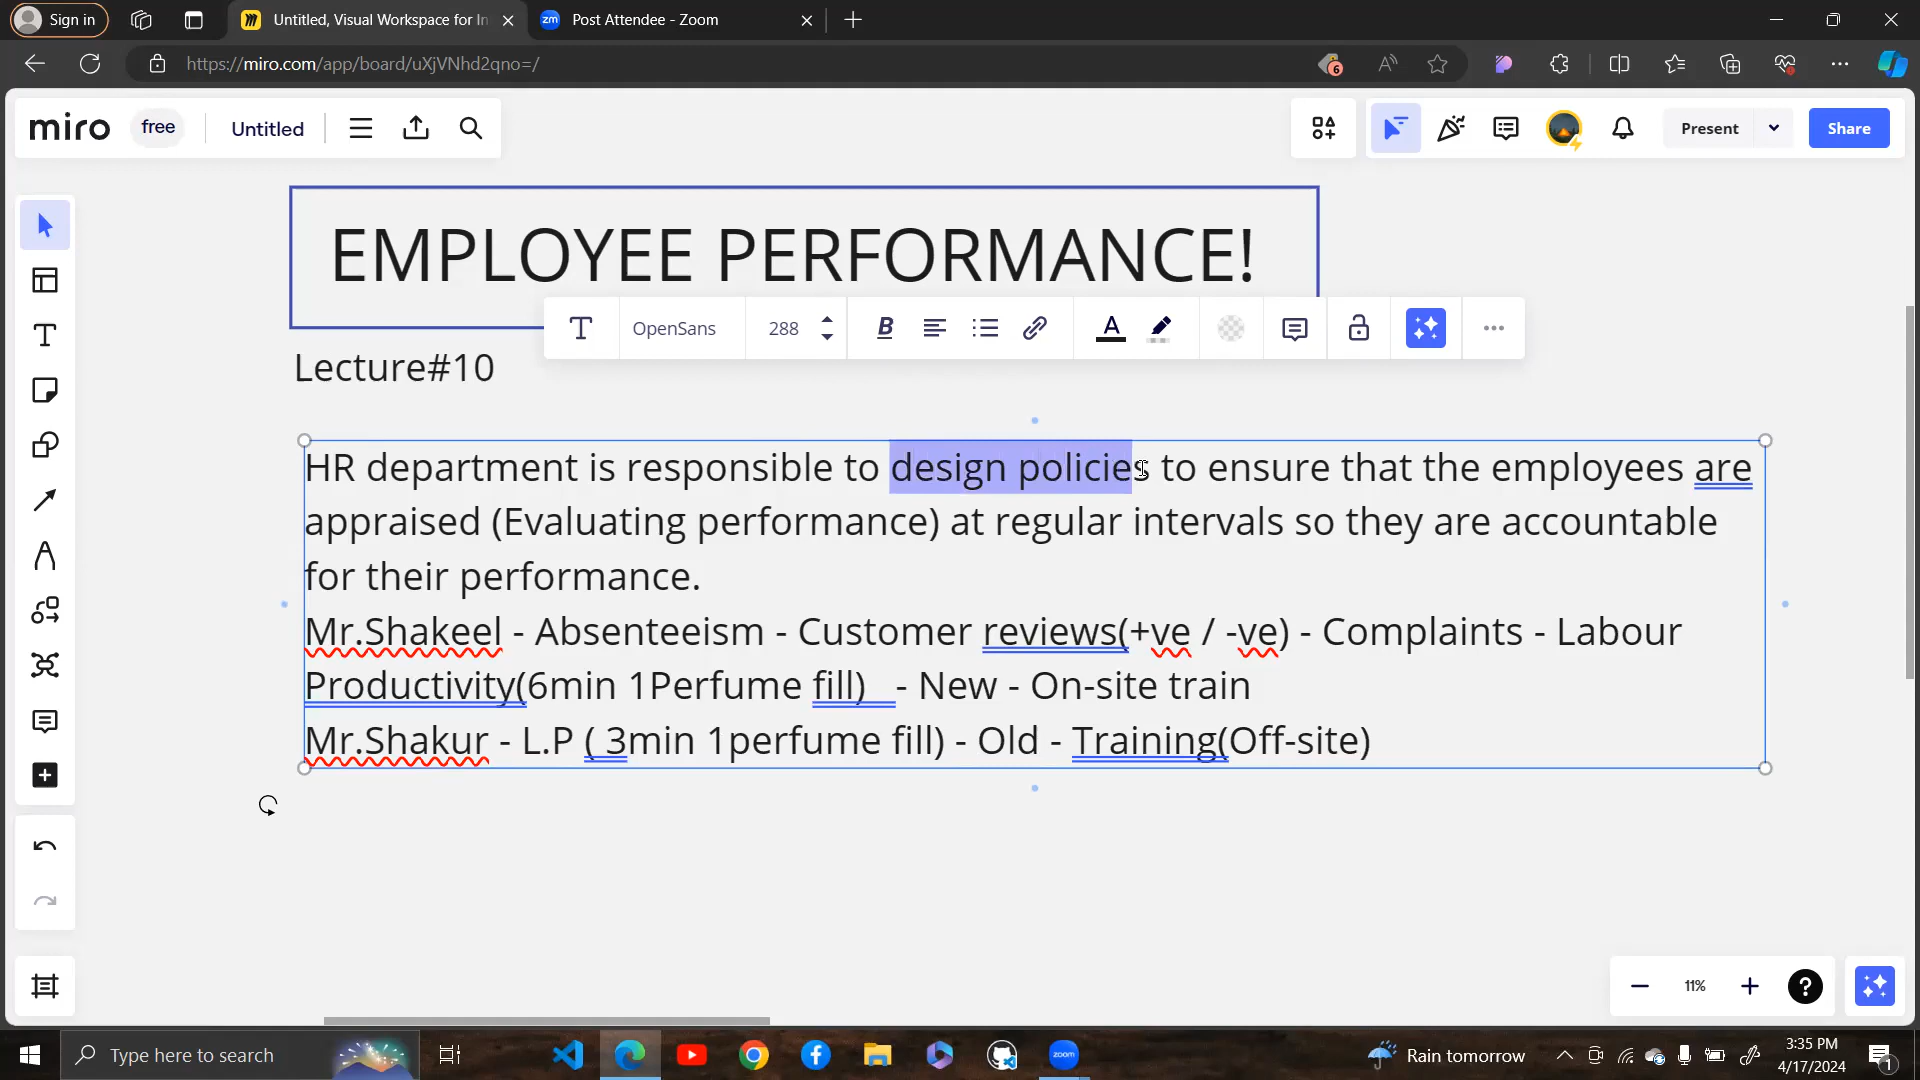 Sign in
Untitled, Visual Workspace for In
zm
Post Attendee - Zoom
https://miro.com/app/board/uXjVNhd2qno=/
6
miro
free
Untitled
Present
Share
EMPLOYEE PERFORMANCE!
OpenSans
288
Lecture#10
HR department is responsible to design policies to ensure that the employees are
appraised (Evaluating performance) at regular intervals so they are accountable
for their performance.
Mr.Shakeel - Absenteeism - Customer reviews(+ve / -ve) - Complaints - Labour
Productivity(6min 1Perfume fill)   - New - On-site train
Mr.Shakur - L.P ( 3min 1perfume fill) - Old - Training(Off-site)
11%
Type here to search
zoom
Rain tomorrow
3:35 PM
4/17/2024
1